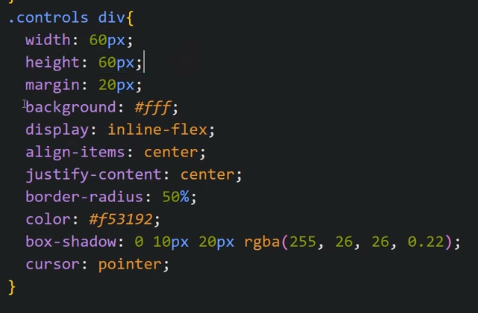 .controls div{
width: 60px;
height: 60px;
margin: 20px;
background: #fff;
display: inline-flex;
align-items: center;
justify-content: center;
border-radius: 50%;
color: #f53192;
box-shadow: 0 10px 20px rgba(255, 26, 26, 0.22);
cursor: pointer;
}